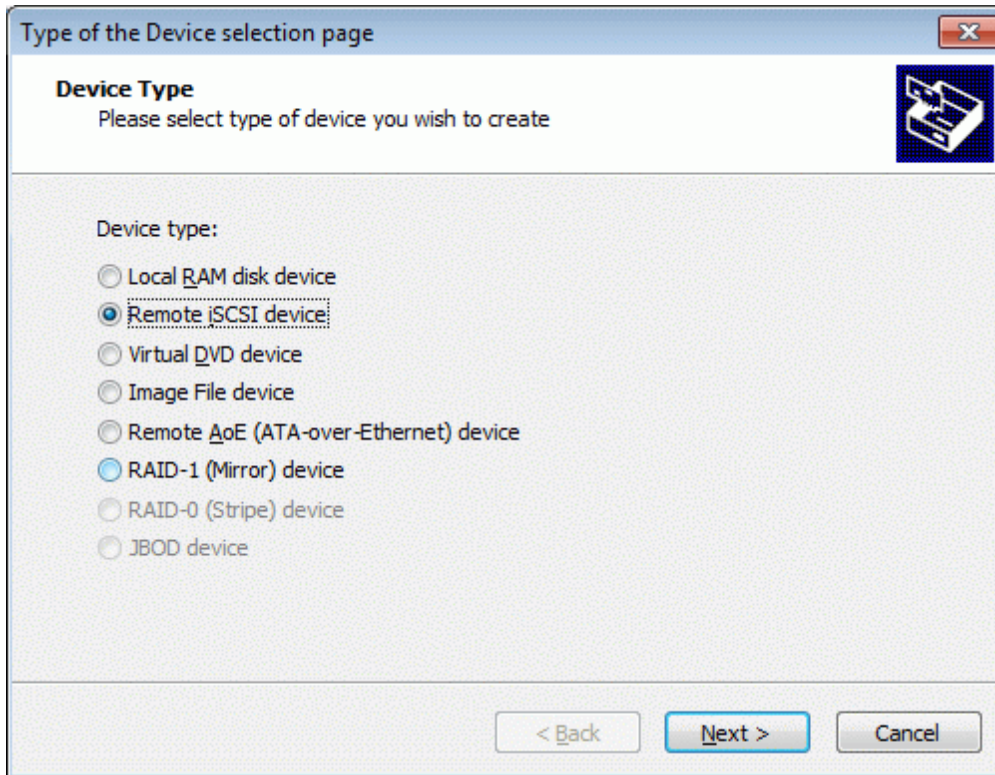 Type of the Device selection page
Device Type
Please select type of device you wish to create
Device type:
Local RAM disk device
Remote iSCSI device
Virtual DVD device
Image File device
Remote AoE (ATA-over-Ethernet) device
RAID-1 (Mirror) device
RAID-0 (Stripe) device
JBOD device
< Back Next > Cancel